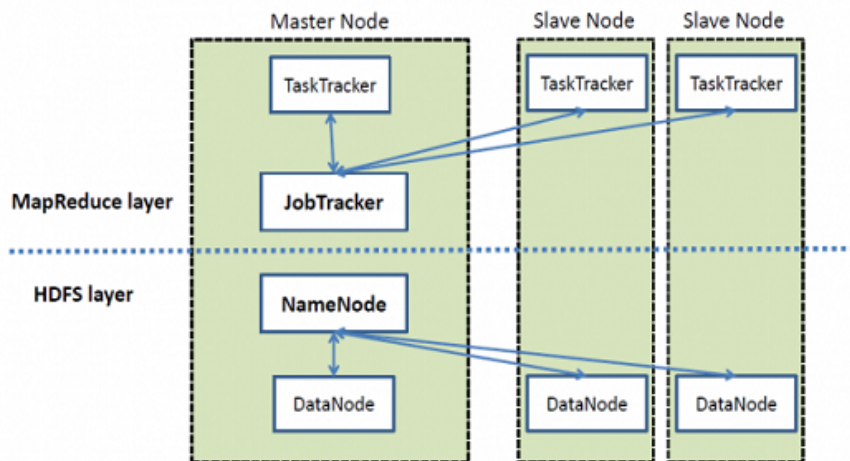 Master Node
Slave Node
Slave Node
TaskTracker
TaskTracker
TaskTracker
MapReduce layer
JobTracker
HDFS layer
NameNode
DataNode
DataNode
DataNode